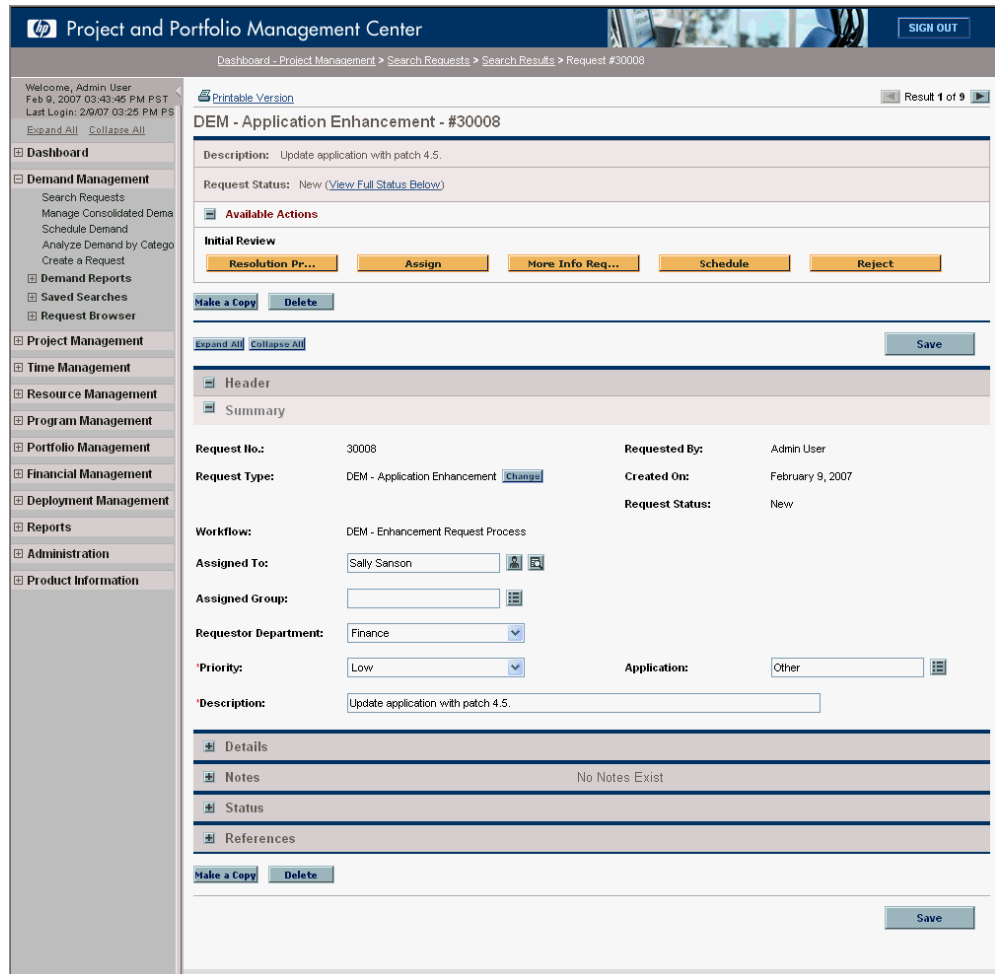 hp Project and Portfolio Management Center
SIGN OUT
Dashboard - Project Management > Search Requests > Search Results > Request #30008
Welcome, Admin User
Feb 9, 2007 03:43:45 PM PST
Last Login: 2/9/07 03:25 PM PS
Expand All Collapse All
Dashboard
Demand Management
Search Requests
Manage Consolidated Dema
Schedule Demand
Analyze Demand by Catego
Create a Request
Demand Reports
Saved Searches
Request Browser
Project Management
Time Management
Resource Management
Program Management
Portfolio Management
Financial Management
Deployment Management
Reports
Administration
Product Information
Printable Version
Result 1 of 9
DEM - Application Enhancement - #30008
Description: Update application with patch 4.5.
Request Status: New (View Full Status Below)
Available Actions
Initial Review
Resolution Pr... Assign More Info Req... Schedule Reject
Make a Copy Delete
Expand All Collapse All Save
Header
Summary
Request No.: 30008 Requested By: Admin User
Request Type: DEM - Application Enhancement Change Created On: February 9, 2007
Request Status: New
Workflow: DEM - Enhancement Request Process
Assigned To: Sally Sanson
Assigned Group:
Requestor Department: Finance
*Priority: Low Application: Other
*Description: Update application with patch 4.5.
Details
Notes No Notes Exist
Status
References
Make a Copy Delete
Save